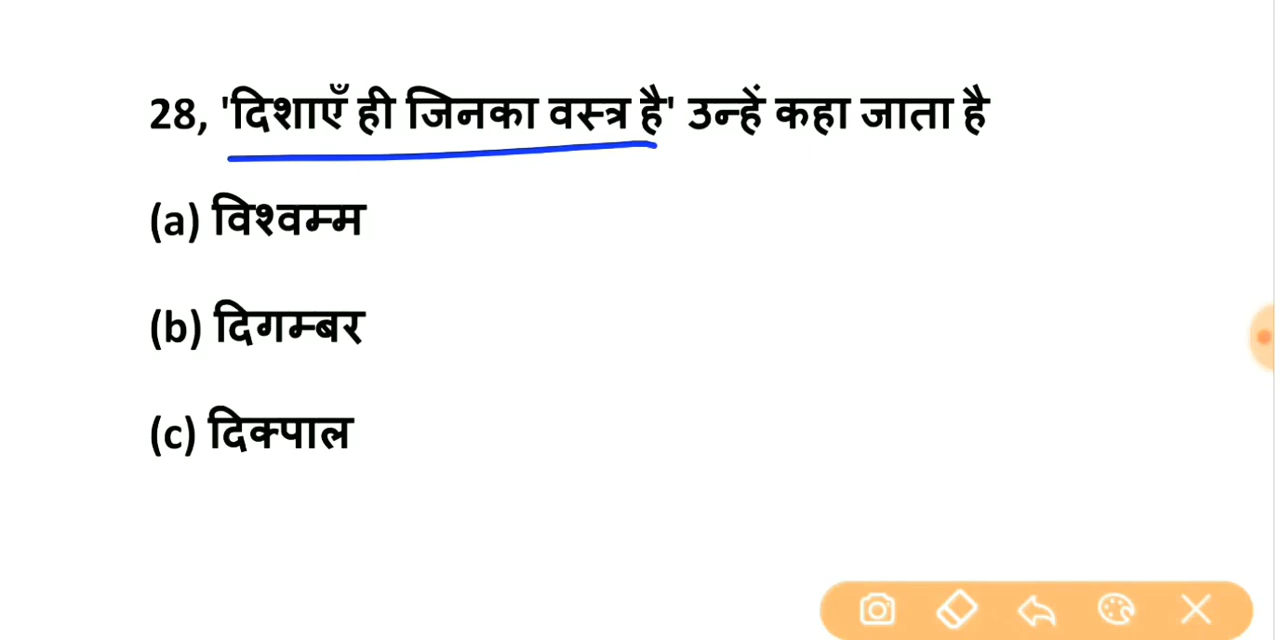 28, 'दिशाएँ ही जिनका वस्त्र है' उन्हें कहा जाता है
(a) विश्वम्म
(b) दिगम्बर
(c) दिक्पाल